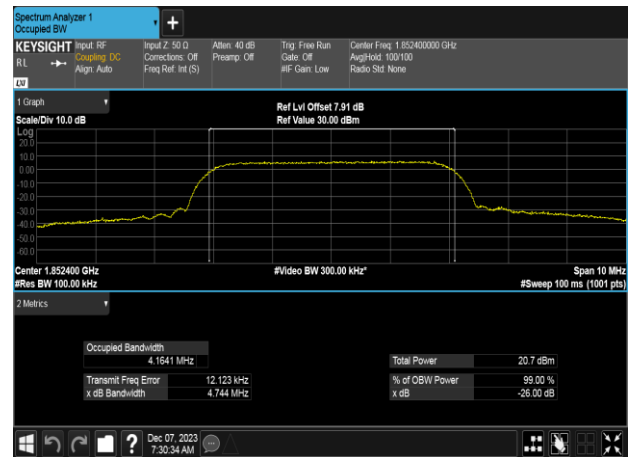 Spectrum Analyzer 1
Occupied BW
+
KEYSIGHT Input: RF Input Z: 50 Ω Atten: 40 dB Trig: Free Run Center Freq: 1.852400000 GHz
RL Coupling: DC Corrections: Off Preamp: Off Gate: Off Avg|Hold: 100/100
Align: Auto Freq Ref: Int (S) #IF Gain: Low Radio Std: None
LXI
1 Graph Ref Lvl Offset 7.91 dB
Scale/Div 10.0 dB Ref Value 30.00 dBm
Log
20.0
10.0
0.00
-10.0
-20.0
-30.0
-40.0
-50.0
-60.0
Center 1.852400 GHz #Video BW 300.00 kHz* Span 10 MHz
#Res BW 100.00 kHz #Sweep 100 ms (1001 pts)
2 Metrics
Occupied Bandwidth
4.1641 MHz Total Power 20.7 dBm
Transmit Freq Error 12.123 kHz % of OBW Power 99.00 %
x dB Bandwidth 4.744 MHz x dB -26.00 dB
? Dec 07, 2023
7:30:34 AM